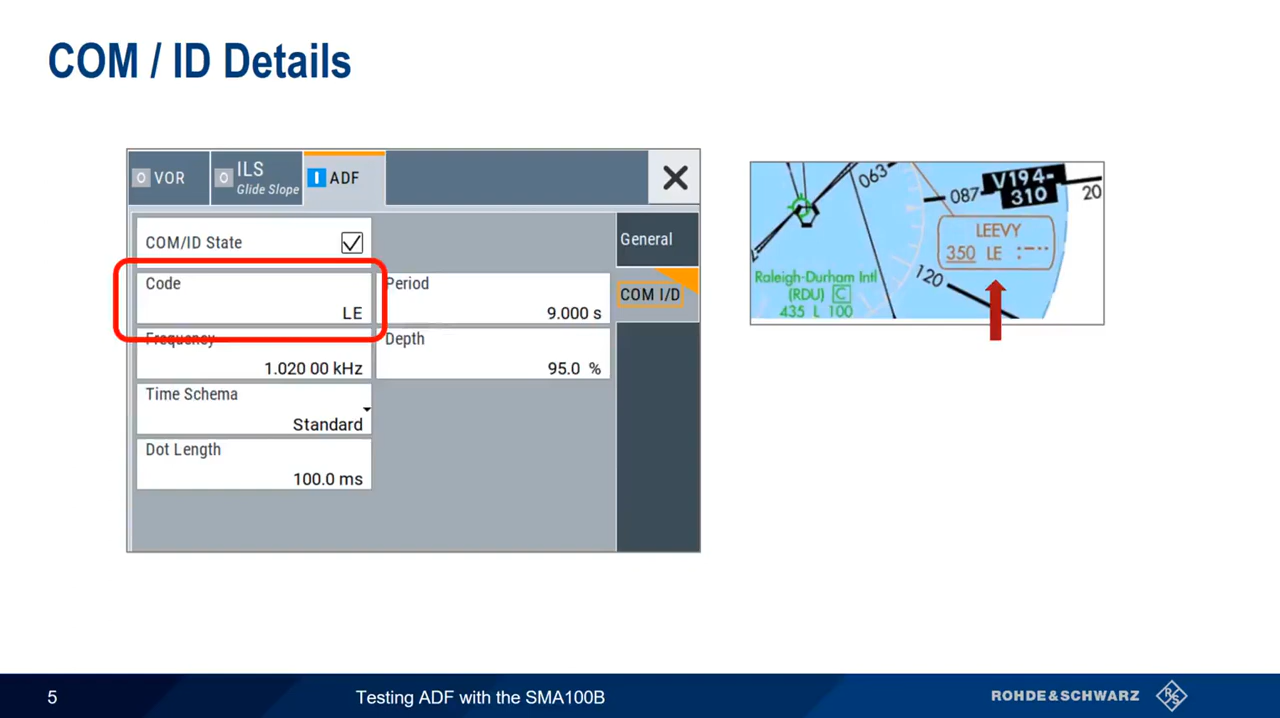 COM / ID Details
VOR
ILS
Glide Slope
ADF
COM/ID State
General
Code
LE
Period
9.000 s
COM I/D
Frequency
1.020 00 kHz
Depth
95.0 %
Time Schema
Standard
Dot Length
100.0 ms
063
087
V194-
310
20
LEEVY
350 LE
120
Raleigh-Durham Intl
(RDU) C
435 L 100
5
Testing ADF with the SMA100B
ROHDE & SCHWARZ
R&S